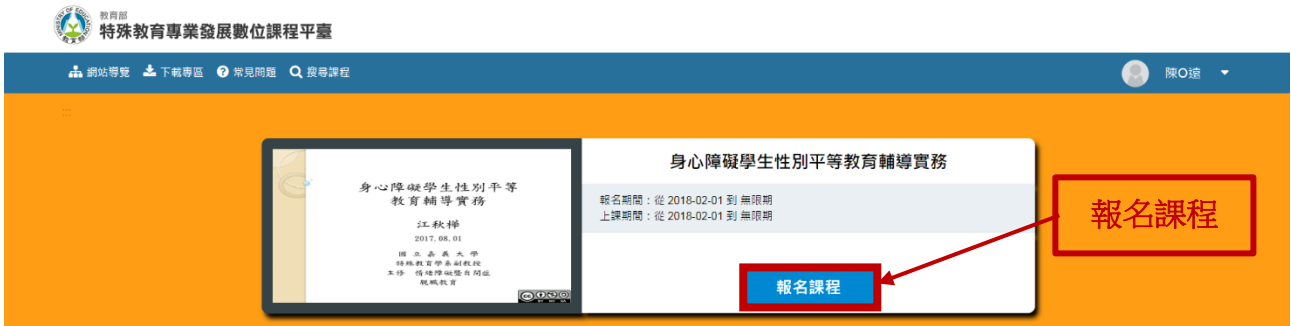 教育部
特殊教育專業發展數位課程平臺
網站導覽 下載專區 常見問題 搜尋課程
陳O遠
:::
身心障礙學生性別平等
教育輔導實務
江秋樺
2017.08.01
國立嘉義大學
特殊教育學系副教授
主修 情緒障礙暨自閉症
親職教育
身心障礙學生性別平等教育輔導實務
報名期間:從 2018-02-01 到 無限期
上課期間:從 2018-02-01 到 無限期
報名課程
報名課程